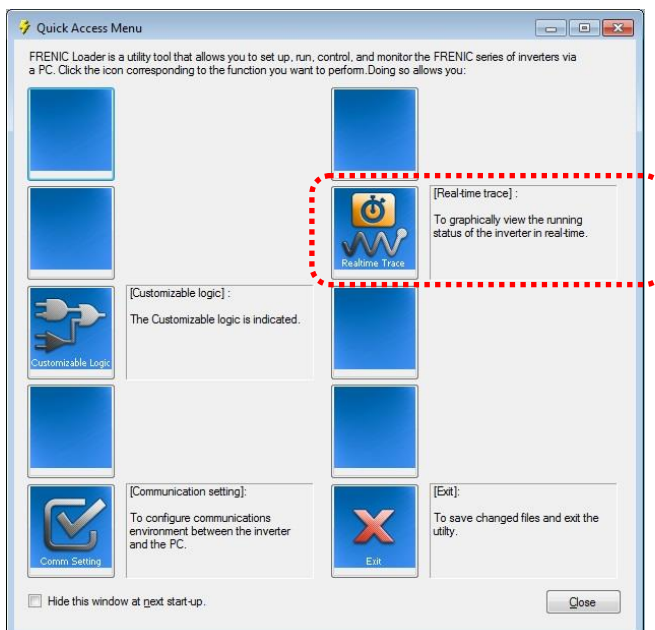 Quick Access Menu
FRENIC Loader is a utility tool that allows you to set up, run, control, and monitor the FRENIC series of inverters via
a PC. Click the icon corresponding to the function you want to perform.Doing so allows you:
[Real-time trace] :
To graphically view the running
status of the inverter in real-time.
Realtime Trace
[Customizable logic] :
The Customizable logic is indicated.
Customizable Logic
[Communication setting]:
To configure communications
environment between the inverter
and the PC.
Comm Setting
[Exit]:
To save changed files and exit the
utilty.
Exit
Hide this window at next start-up.
Close